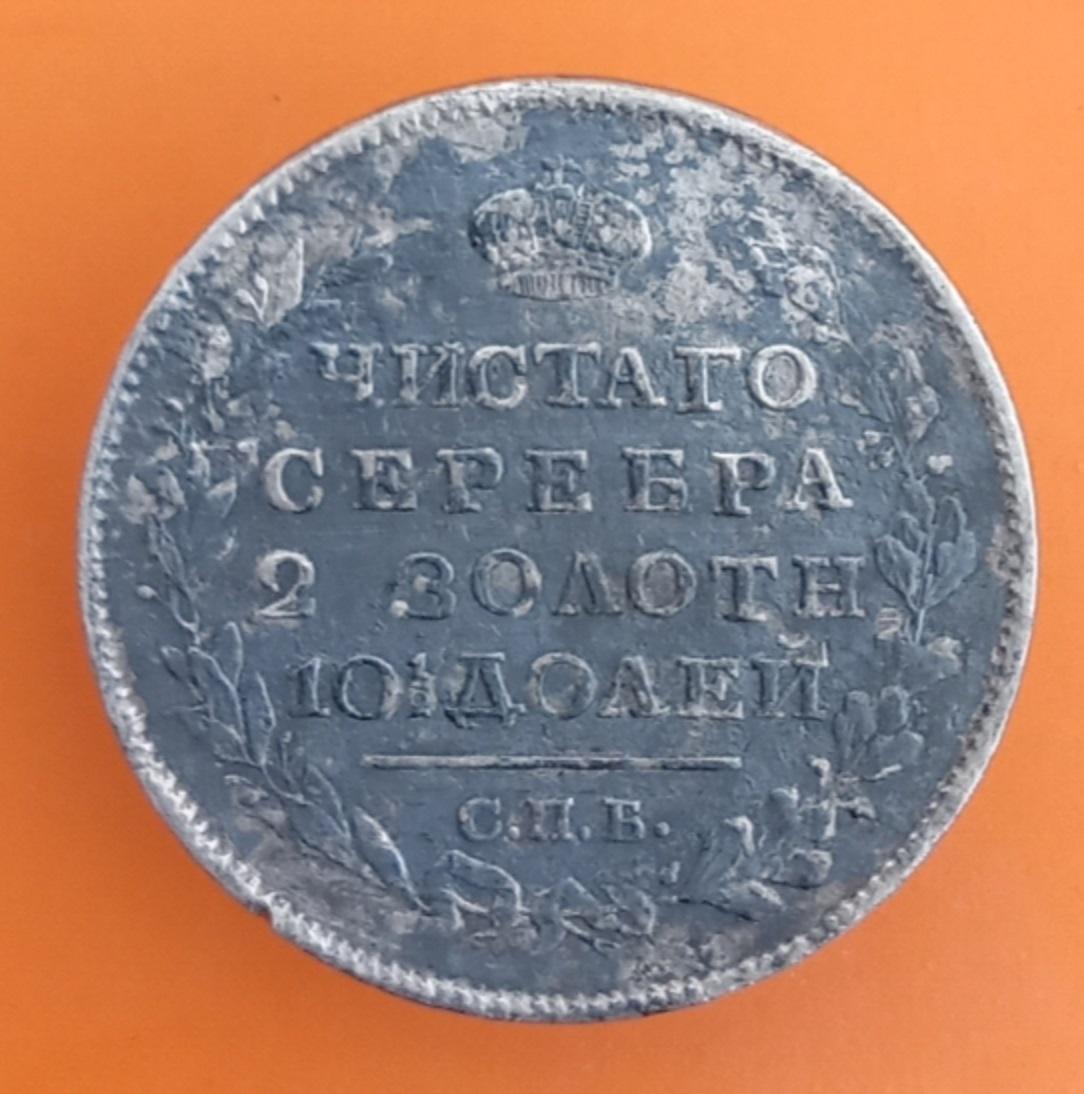 ЧИСТАГО
СЕРЕБРА
2 ЗОЛОТН
10½ ДОЛЕЙ
С.П.Б.